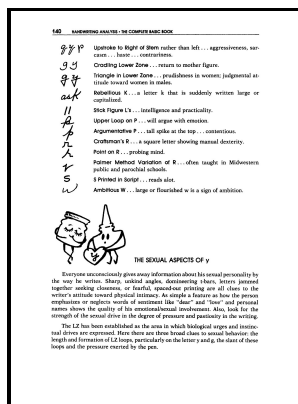 140 HANDWRITING ANALYSIS • THE COMPLETE BASIC BOOK
Upstroke to Right of Stem rather than left . . . aggressiveness, sar-
casm . . . haste . . . contrariness.
Cradling Lower Zone . . . return to mother figure.
Triangle in Lower Zone . . . prudishness in women; judgmental at-
titude toward men.
ask Rebellious K . . . a letter k that is suddenly written large or
capitalized.
Stick Figure L's . . . intelligence and practicality.
Upper Loop on P . . . will argue with emotion.
Argumentative P . . . tall spike at the top . . . contentious.
Craftsman's R . . . a square letter showing manual dexterity.
Point on R . . . probing mind.
Palmer Method Variation of R . . . often taught in Midwestern
public and parochial schools.
S S Printed in Script . . . reads alot.
w Ambitious W . . . large or flourished w is a sign of ambition.
THE SEXUAL ASPECTS OF y
Everyone unconsciously gives away information about his sexual personality by
the way he writes. Sharp, unkind angles, domineering t-bars, letters jammed
together seeking closeness, or fearful, spaced-out printing are all clues to the
writer's attitude toward physical intimacy. As simple a feature as how the person
emphasizes or neglects words of sentiment like "dear" and "love" and personal
names shows the quality of his emotional/sexual involvement. Also, look for the
strength of the sexual drive in the degree of pressure and pastiosity in the writing.
The LZ has been established as the area in which biological urges and instinc-
tual drives are expressed. Here there are three broad clues to sexual behavior: the
length and formation of LZ loops, particularly on the letter y and g, the slant of these
loops and the pressure exerted by the pen.